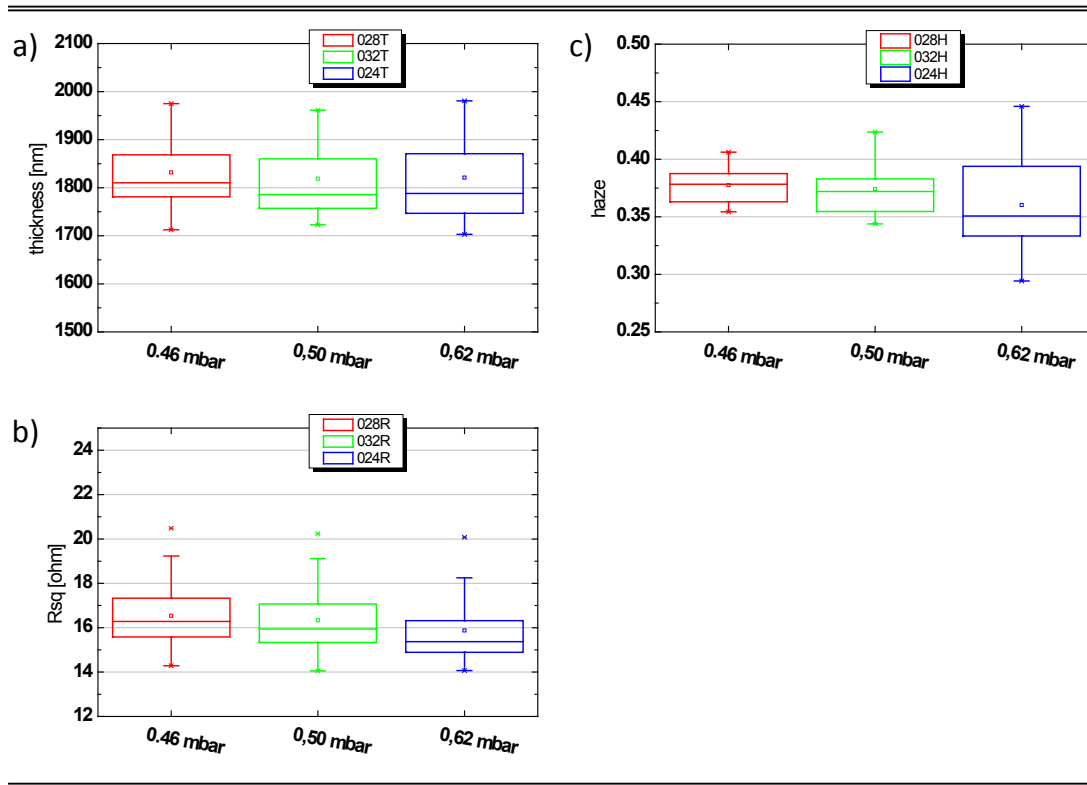 a)
thickness [nm]
2100
2000
1900
1800
1700
1600
1500
028T
032T
024T
0.46 mbar
0,50 mbar
0,62 mbar
c)
haze
0.50
0.45
0.40
0.35
0.30
0.25
028H
032H
024H
0.46 mbar
0,50 mbar
0,62 mbar
b)
Rsq [ohm]
24
22
20
18
16
14
12
028R
032R
024R
0.46 mbar
0,50 mbar
0,62 mbar